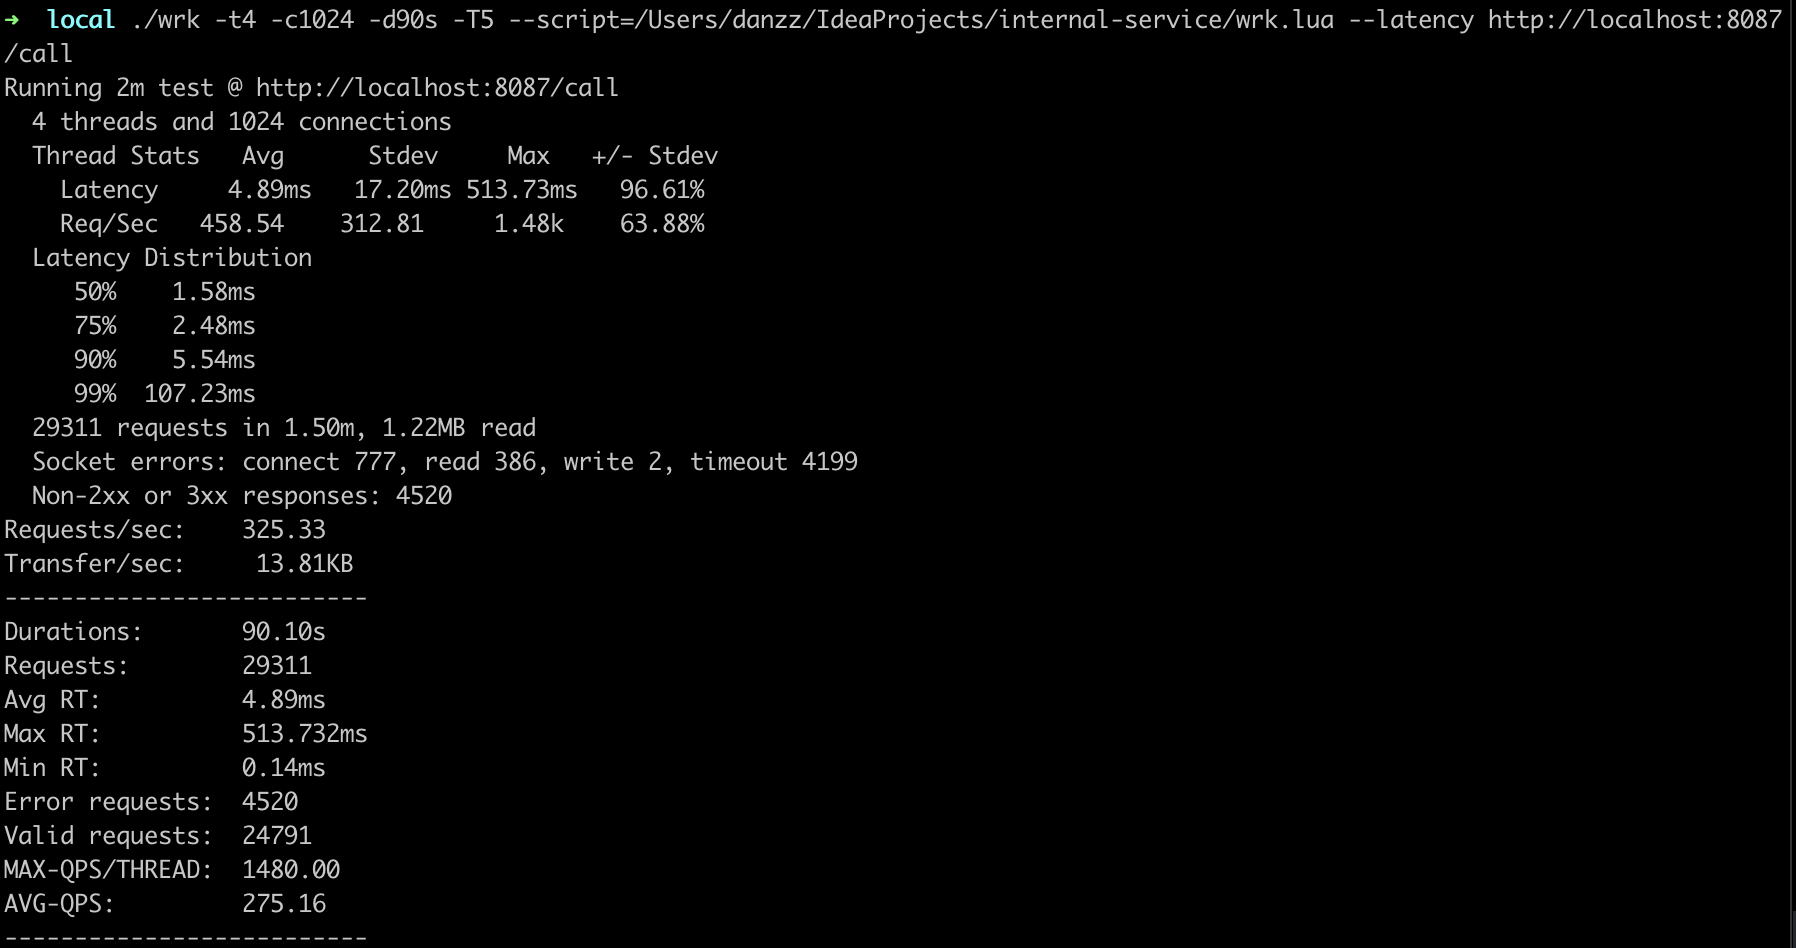 ➜  local ./wrk -t4 -c1024 -d90s -T5 --script=/Users/danzz/IdeaProjects/internal-service/wrk.lua --latency http://localhost:8087
/call
Running 2m test @ http://localhost:8087/call
  4 threads and 1024 connections
  Thread Stats   Avg      Stdev     Max   +/- Stdev
    Latency     4.89ms   17.20ms 513.73ms   96.61%
    Req/Sec   458.54    312.81     1.48k    63.88%
  Latency Distribution
     50%    1.58ms
     75%    2.48ms
     90%    5.54ms
     99%  107.23ms
  29311 requests in 1.50m, 1.22MB read
  Socket errors: connect 777, read 386, write 2, timeout 4199
  Non-2xx or 3xx responses: 4520
Requests/sec:    325.33
Transfer/sec:     13.81KB
--------------------------
Durations:       90.10s
Requests:        29311
Avg RT:          4.89ms
Max RT:          513.732ms
Min RT:          0.14ms
Error requests:  4520
Valid requests:  24791
MAX-QPS/THREAD:  1480.00
AVG-QPS:         275.16
--------------------------